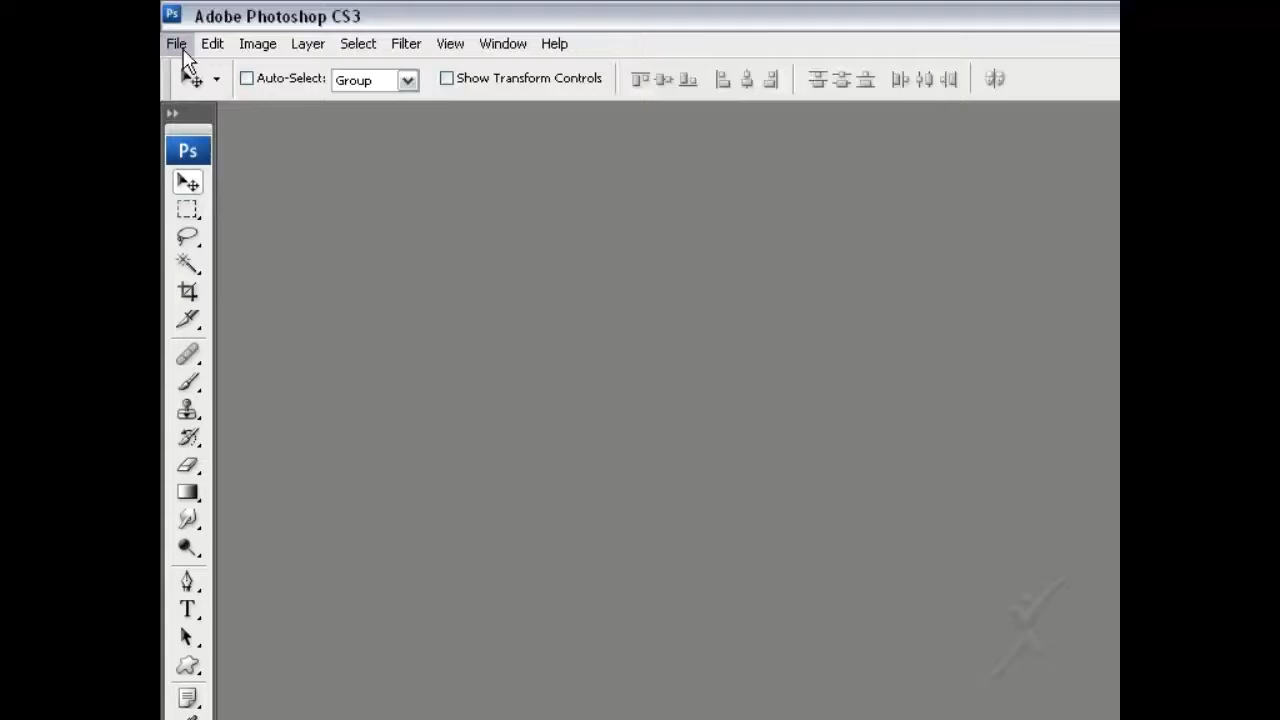 Ps Adobe Photoshop CS3
File Edit Image Layer Select Filter View Window Help
Auto-Select: Group Show Transform Controls
Ps
T